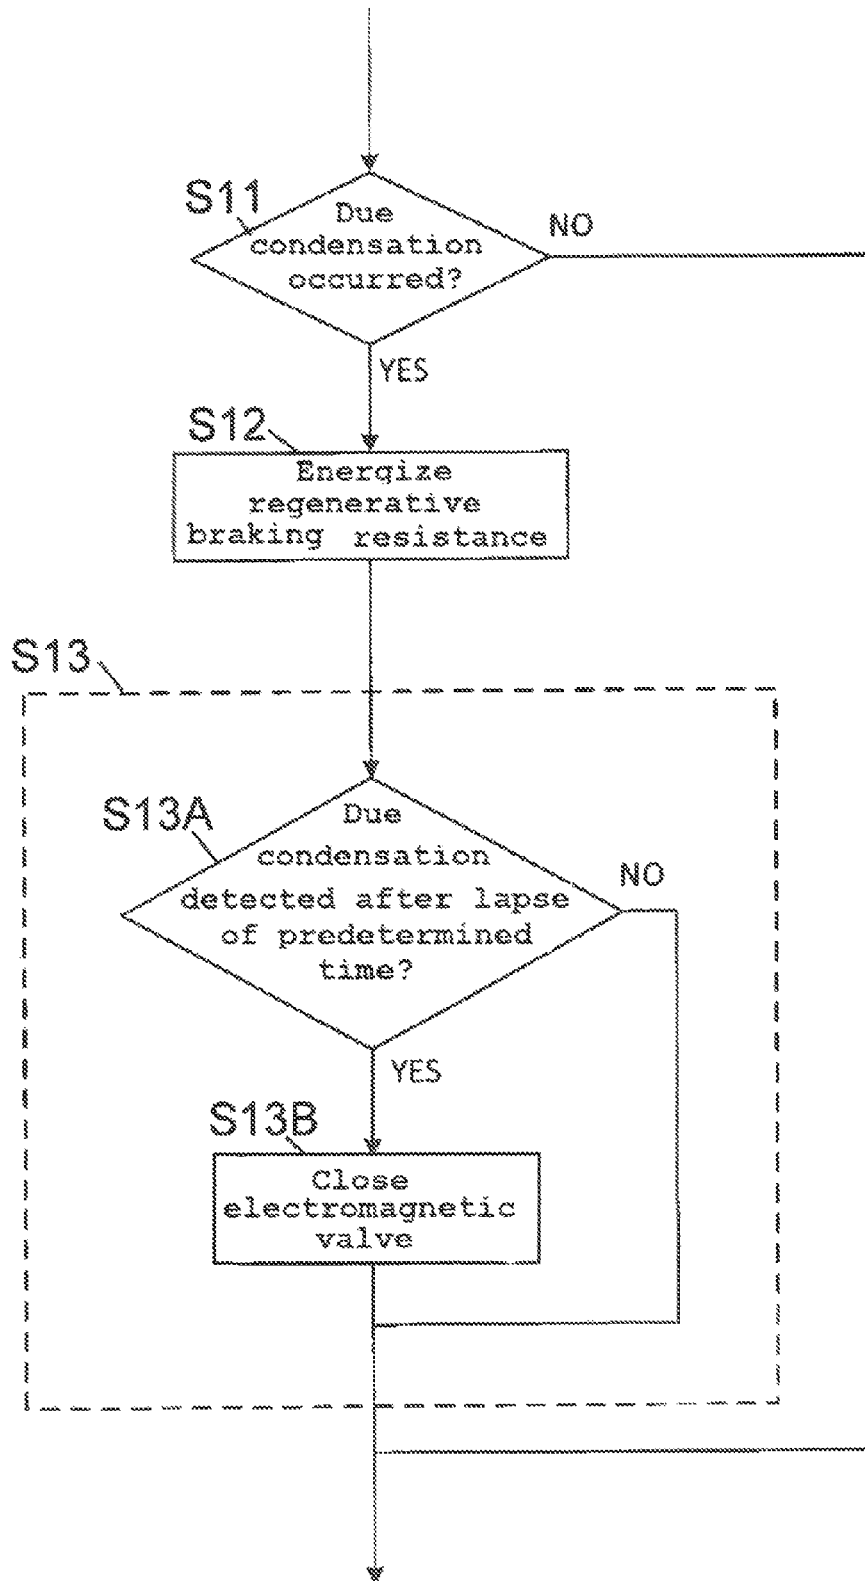 S11
Due
condensation
occurred?
NO
YES
S12
Energize
regenerative
braking resistance
S13
S13A
Due
condensation
detected after lapse
of predetermined
time?
NO
YES
S13B
Close
electromagnetic
valve